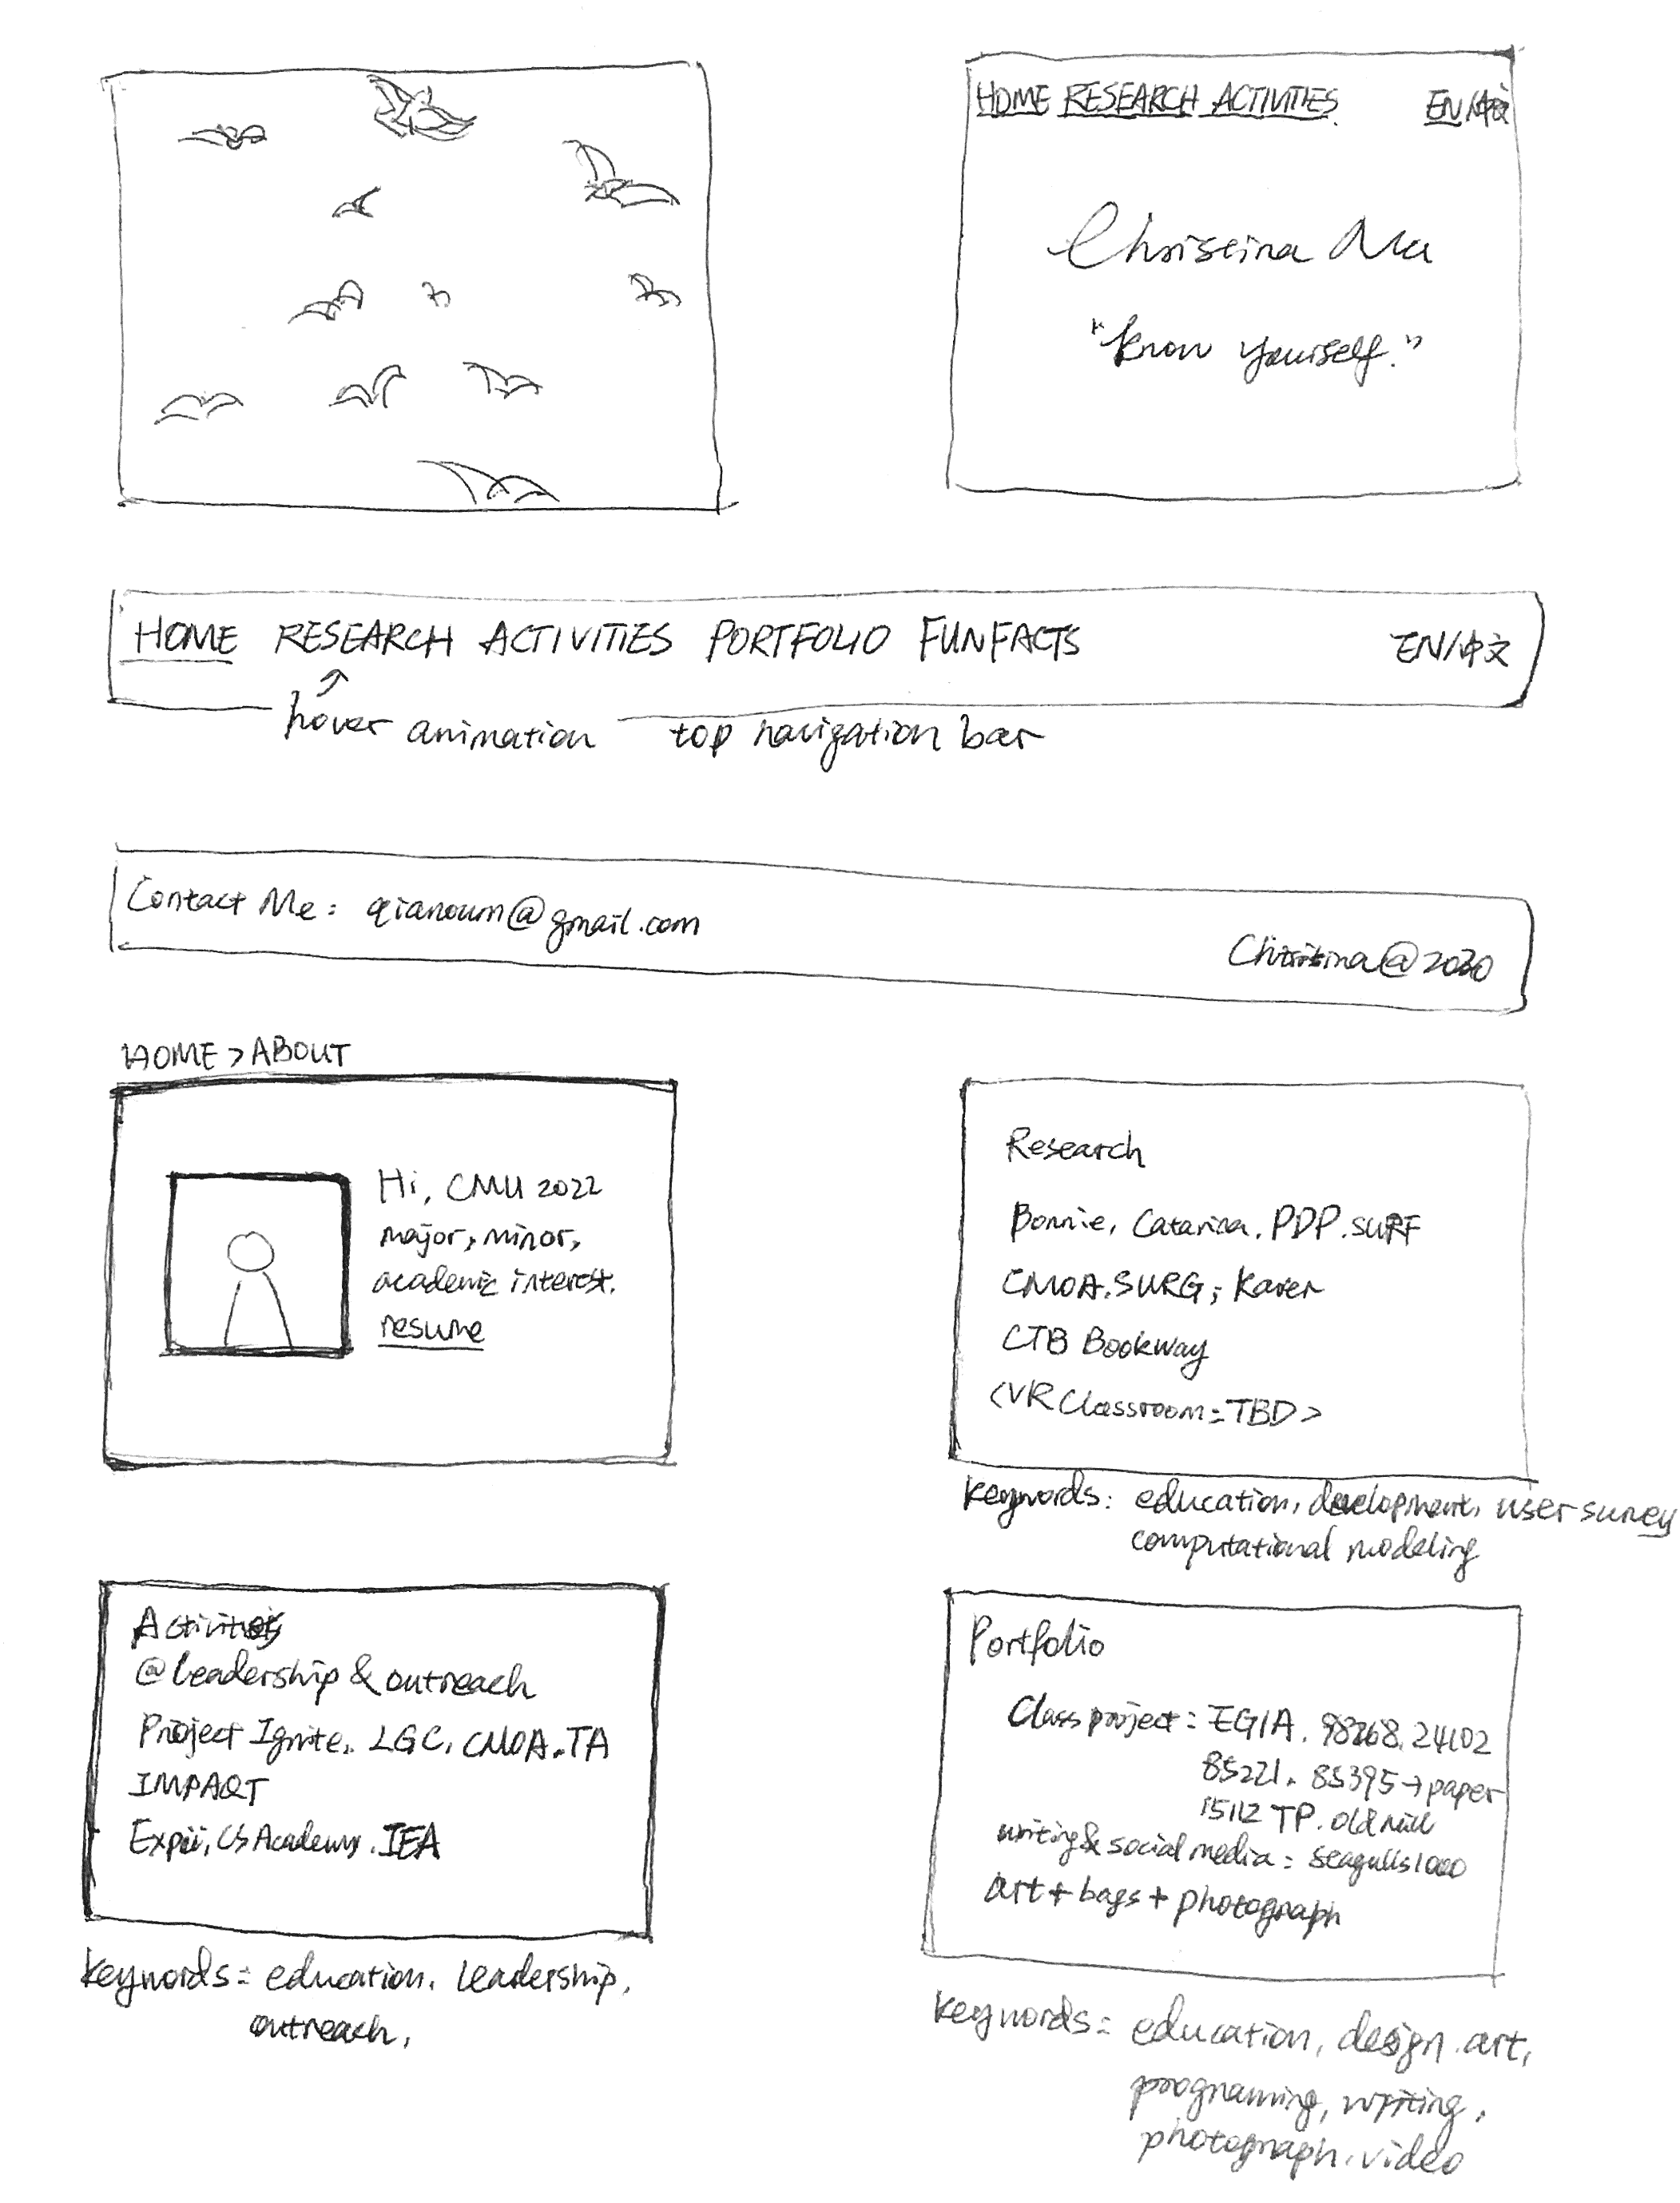 HOME RESEARCH ACTIVITIES EN/中文
Christina Ma
"know yourself."
HOME RESEARCH ACTIVITIES PORTFOLIO FUNFACTS EN/中文
hover animation top navigation bar
Contact Me: qianoum@gmail.com
Christina@2020
HOME > ABOUT
Hi, CMU 2022
major, minor,
academic interest.
resume
Research
Bonnie, Catarina. PDP. SURF
CMOA. SURG; Karen
CTB Bookway
<VR Classroom = TBD>
keywords: education, development, user survey
computational modeling
Activities
@leadership & outreach
Project Ignite, LGC, CMOA. TA
IMPAQT
Expii, CS Academy. IEA
keywords = education. leadership,
outreach,
Portfolio
Class project = EGIA. 98268. 24102
85221. 85395 → paper
15112 TP. old
writing & social media = seagulls1000
art + bags + photograph
keywords = education, design. art,
programing, writing,
photograph. video